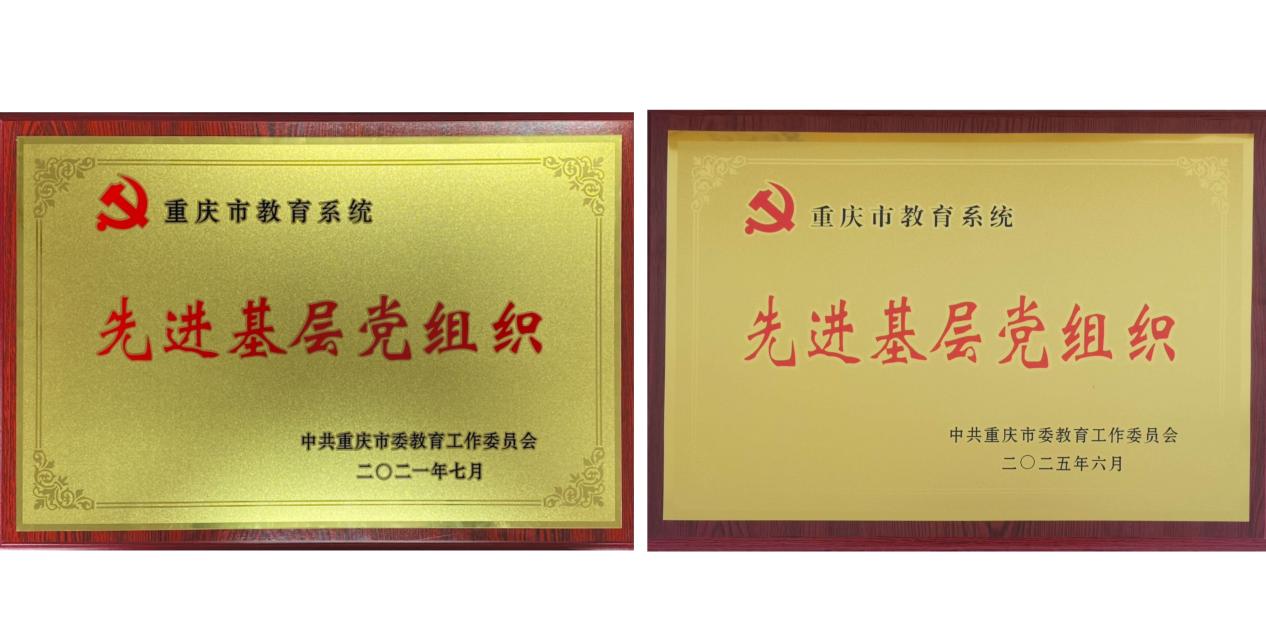 重庆市教育系统
先进基层党组织
中共重庆市委教育工作委员会
二〇二一年七月
重庆市教育系统
先进基层党组织
中共重庆市委教育工作委员会
二〇二五年六月